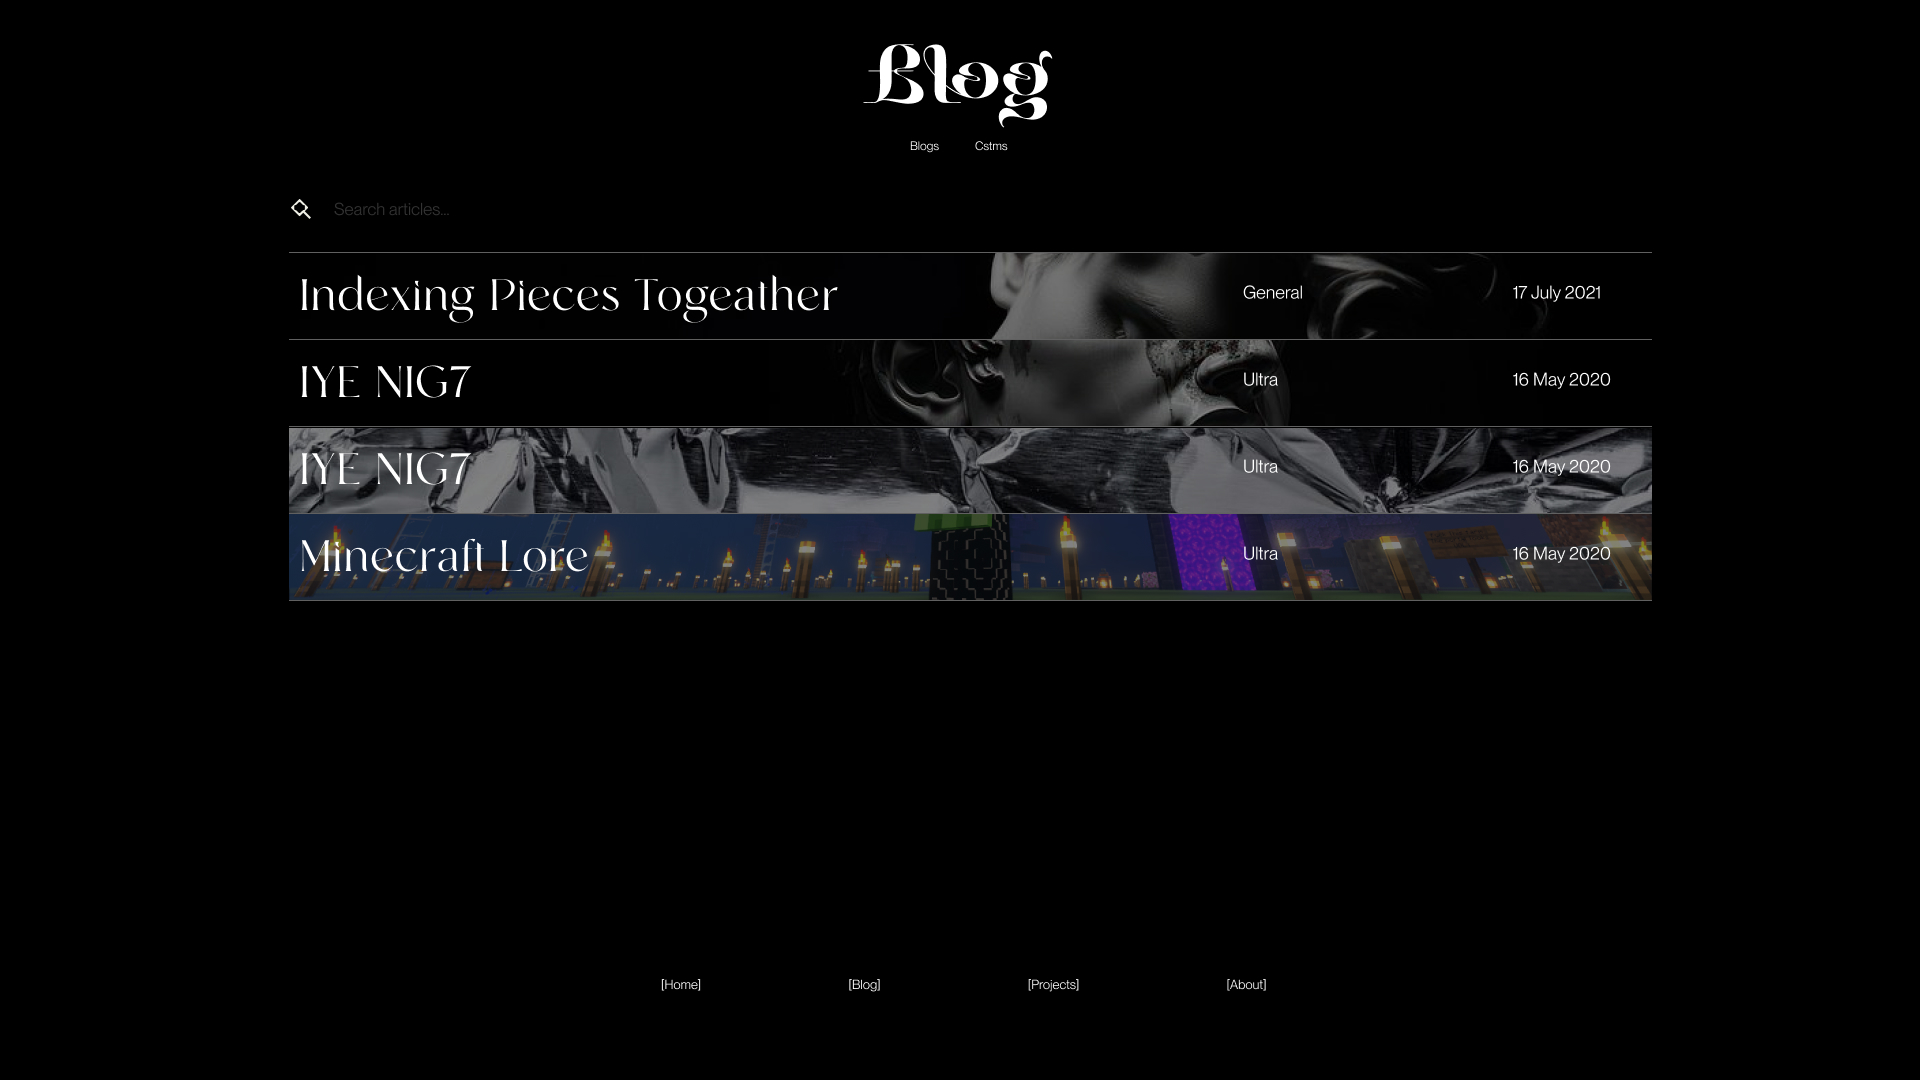 Blog
Blogs Cstms
Search articles...
Indexing Pieces Togeather General 17 July 2021
IYE NIG7 Ultra 16 May 2020
IYE NIG7 Ultra 16 May 2020
Minecraft Lore Ultra 16 May 2020
[Home] [Blog] [Projects] [About]